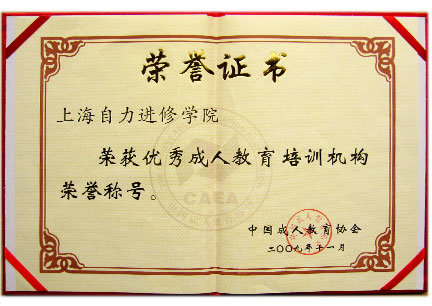 荣誉证书
上海自力进修学院
荣获优秀成人教育培训机构
荣誉称号。
CAEA
中国成人教育协会
二〇〇九年十一月